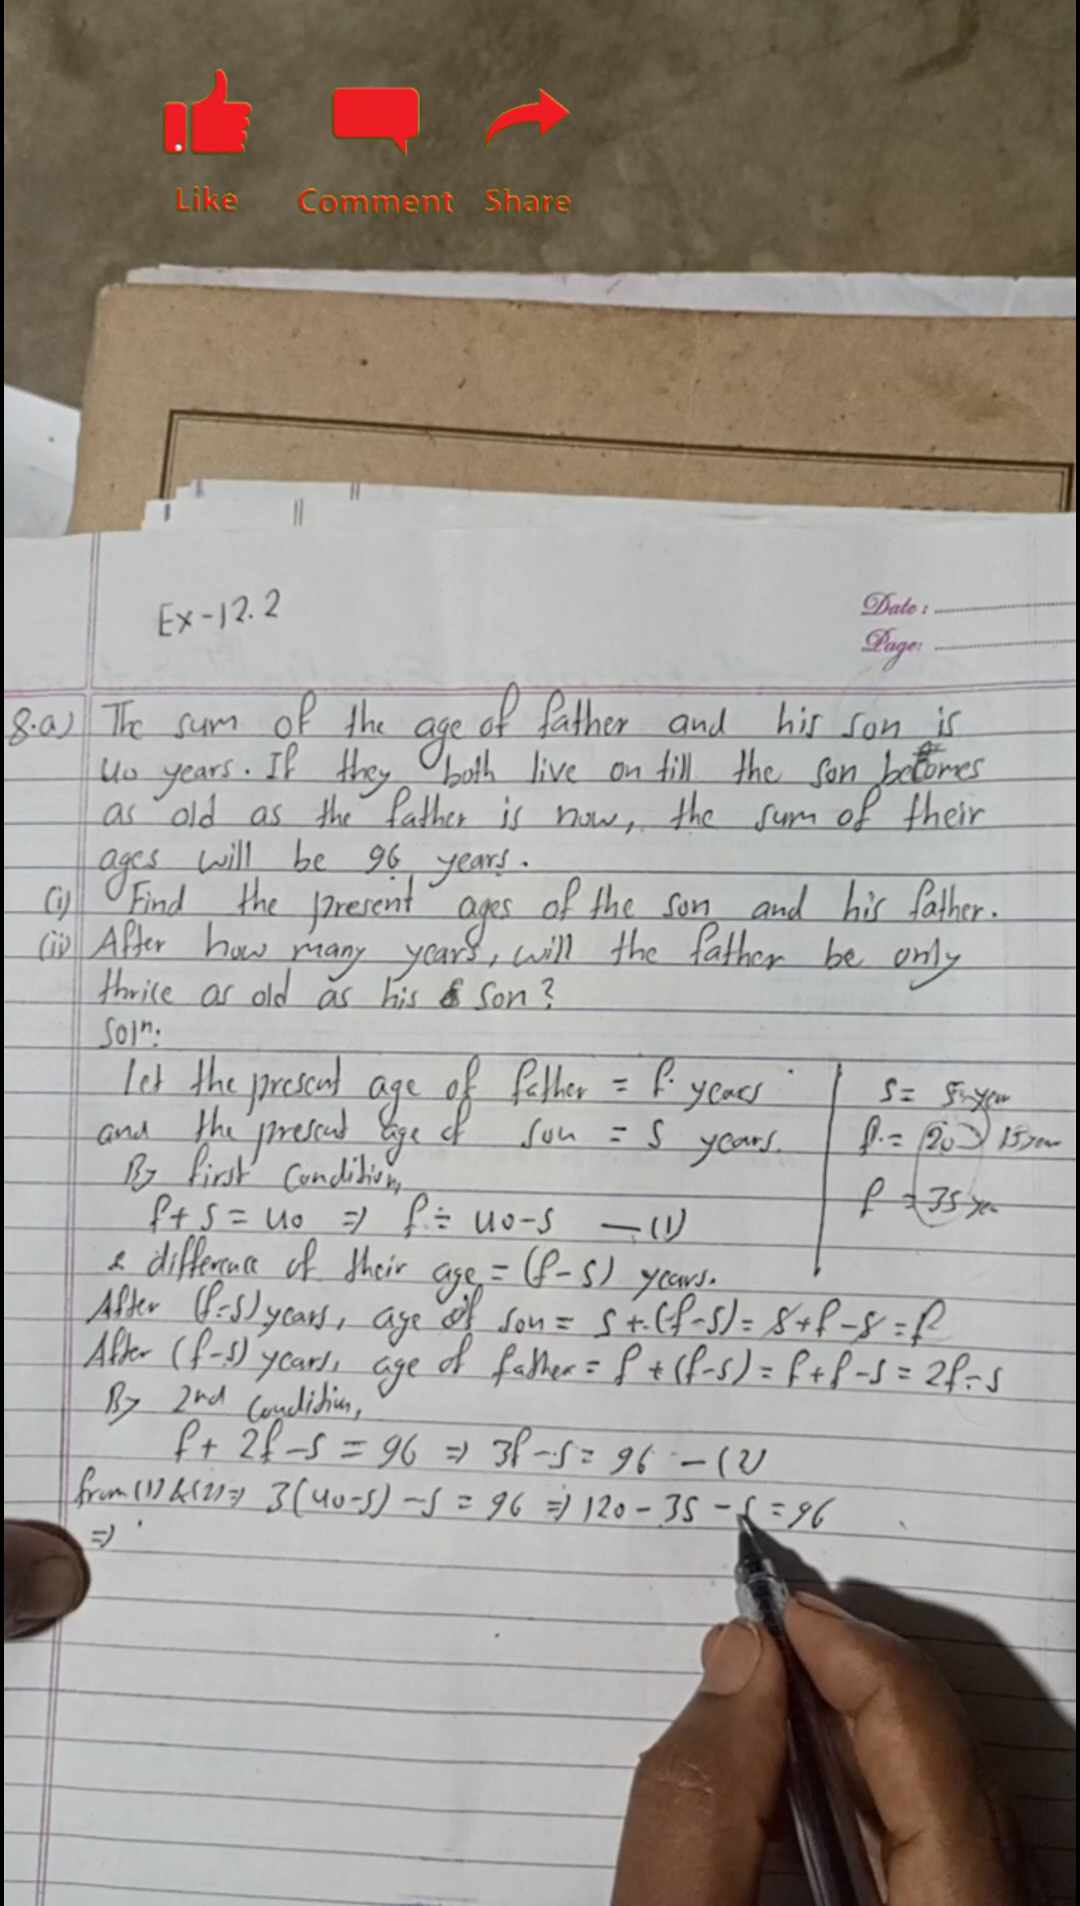 Like Comment Share
Ex-12.2
Date:
Page:
8.a) The sum of the age of father and his son is
40 years. If they both live on till the son becomes
as old as the father is now, the sum of their
ages will be 96 years.
(i) Find the present ages of the son and his father.
(ii) After how many years, will the father be only
thrice as old as his son?
Soln:
Let the present age of father = f years
and the present age of son = s years.
By first condition,
f + s = 40 => f = 40-s —(1)
& difference of their age = (f-s) years.
After (f-s) years, age of son = s+(f-s) = s+f-s = f
After (f-s) years, age of father = f+(f-s) = f+f-s = 2f-s
By 2nd condition,
f + 2f-s = 96 => 3f-s = 96 —(2)
from (1) & (2) => 3(40-s)-s = 96 => 120-3s-s = 96
=>
s = 5 year
f = 20 15 year
f = 35